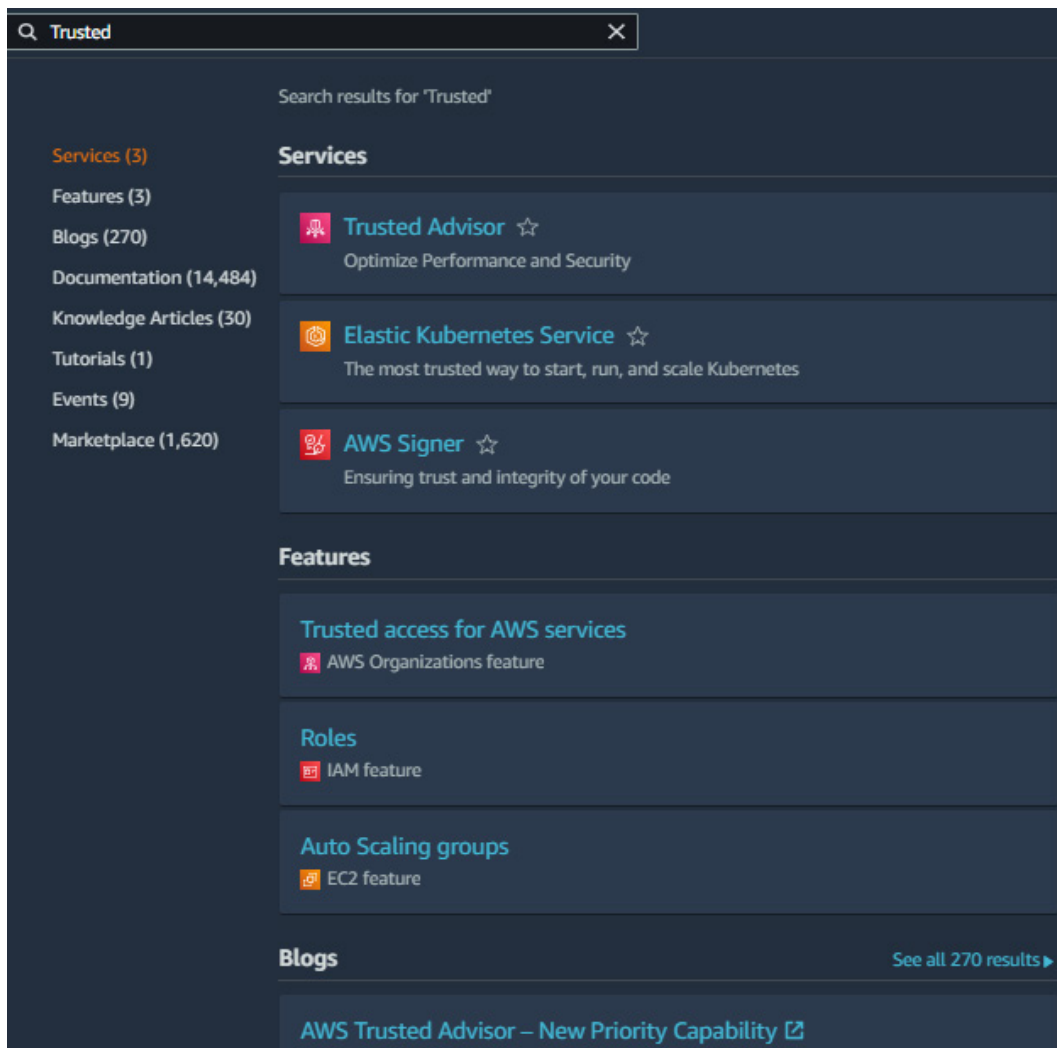 Trusted
Search results for 'Trusted'
Services (3)
Features (3)
Blogs (270)
Documentation (14,484)
Knowledge Articles (30)
Tutorials (1)
Events (9)
Marketplace (1,620)
Services
Trusted Advisor
Optimize Performance and Security
Elastic Kubernetes Service
The most trusted way to start, run, and scale Kubernetes
AWS Signer
Ensuring trust and integrity of your code
Features
Trusted access for AWS services
AWS Organizations feature
Roles
IAM feature
Auto Scaling groups
EC2 feature
Blogs
See all 270 results
AWS Trusted Advisor – New Priority Capability